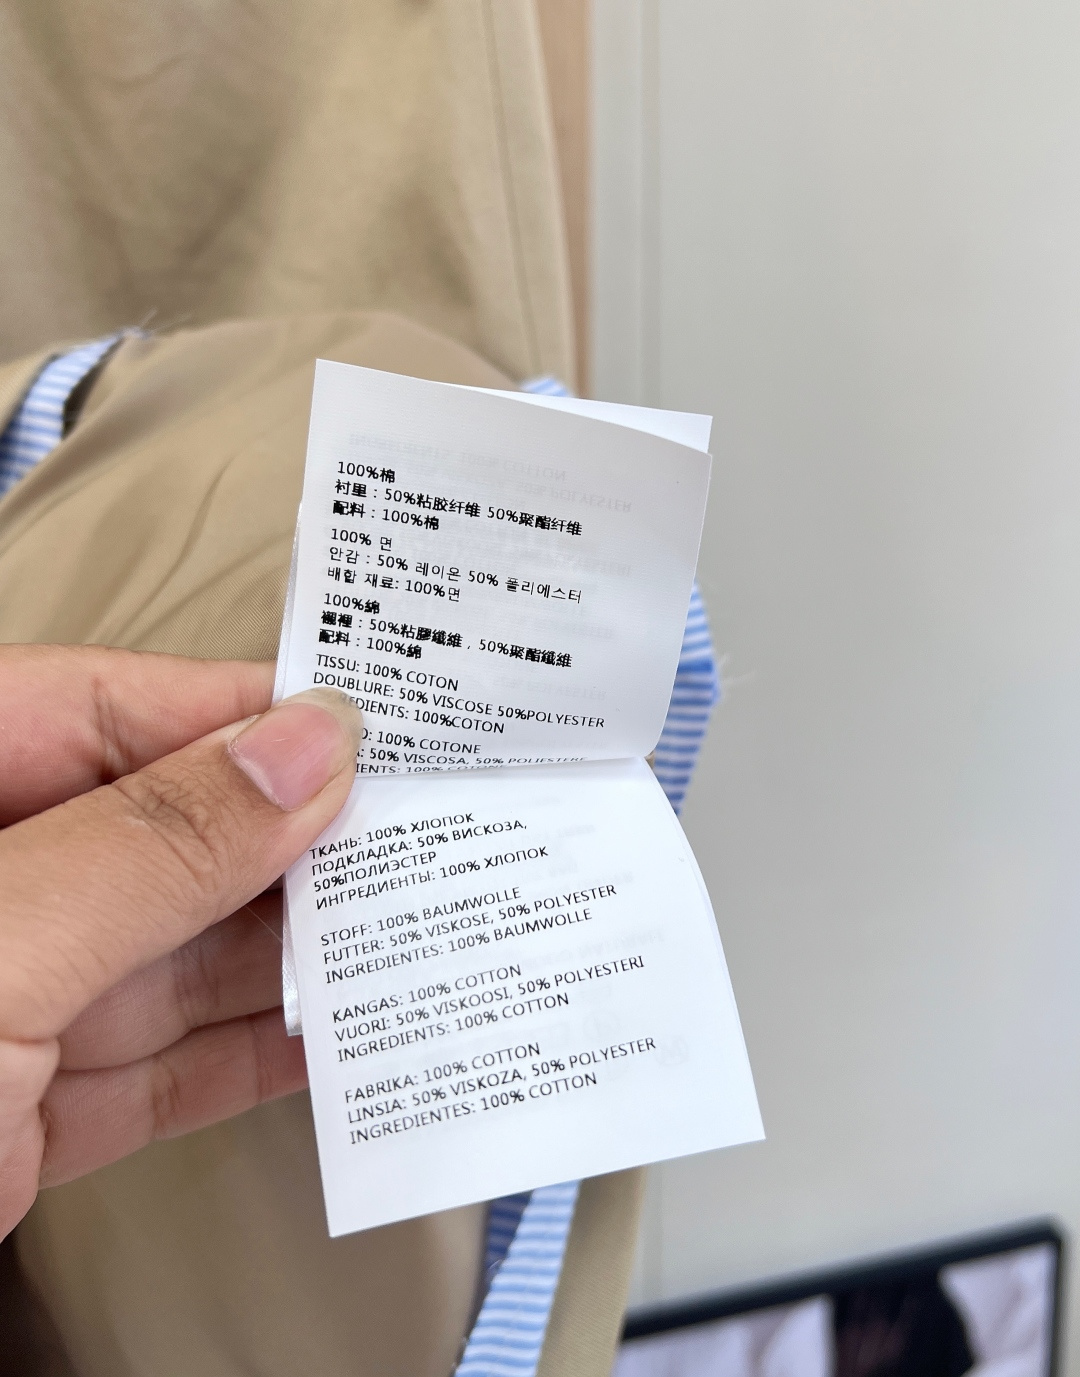 100%棉
衬里：50%粘胶纤维 50%聚酯纤维
配料：100%棉
100% 면
안감 : 50% 레이온 50% 폴리에스터
배합 재료: 100%면
100%綿
襯裡：50%粘膠纖維，50%聚酯纖維
配料：100%綿
TISSU: 100% COTON
DOUBLURE: 50% VISCOSE 50%POLYESTER
100%COTON
100% COTONE
50% VISCOSA, 50% POLIESTERE
100% COTONE
ТКАНЬ: 100% ХЛОПОК
ПОДКЛАДКА: 50% ВИСКОЗА,
50%ПОЛИЭСТЕР
ИНГРЕДИЕНТЫ: 100% ХЛОПОК
STOFF: 100% BAUMWOLLE
FUTTER: 50% VISKOSE, 50% POLYESTER
INGREDIENTES: 100% BAUMWOLLE
KANGAS: 100% COTTON
VUORI: 50% VISKOOSI, 50% POLYESTERI
INGREDIENTS: 100% COTTON
FABRIKA: 100% COTTON
LINSIA: 50% VISKOZA, 50% POLYESTER
INGREDIENTES: 100% COTTON